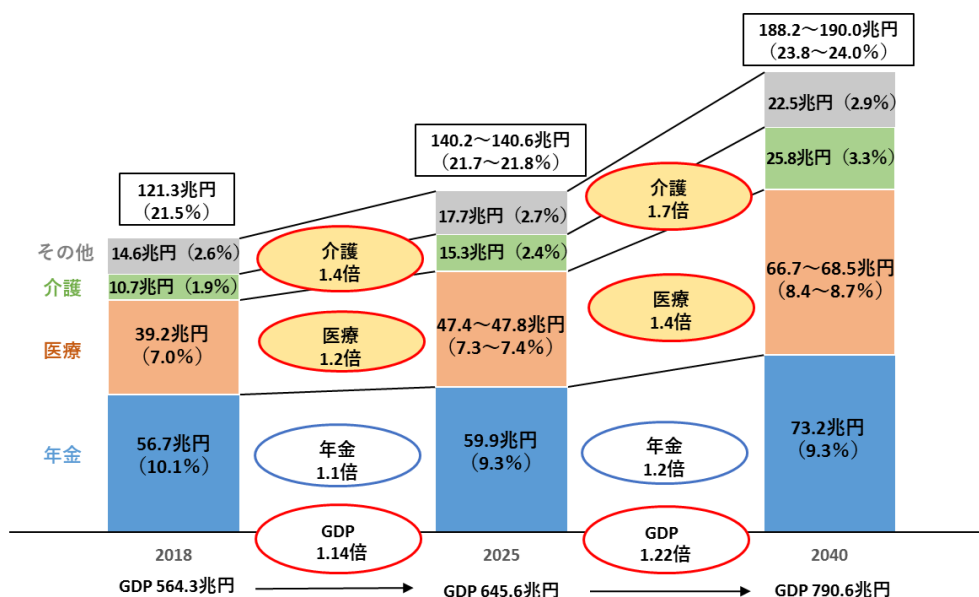 188.2～190.0兆円
(23.8～24.0%)
140.2～140.6兆円
(21.7～21.8%)
121.3兆円
(21.5%)
その他
介護
医療
年金
14.6兆円（2.6%）
10.7兆円（1.9%）
39.2兆円
（7.0%）
56.7兆円
（10.1%）
介護
1.4倍
医療
1.2倍
年金
1.1倍
GDP
1.14倍
17.7兆円（2.7%）
15.3兆円（2.4%）
47.4～47.8兆円
（7.3～7.4%）
59.9兆円
（9.3%）
介護
1.7倍
医療
1.4倍
年金
1.2倍
GDP
1.22倍
22.5兆円（2.9%）
25.8兆円（3.3%）
66.7～68.5兆円
（8.4～8.7%）
73.2兆円
（9.3%）
2018
2025
2040
GDP 564.3兆円
GDP 645.6兆円
GDP 790.6兆円